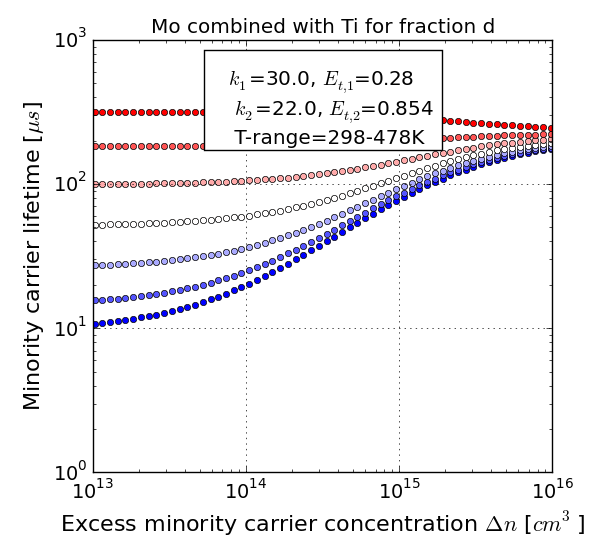 Mo combined with Ti for fraction d
10³
k₁=30.0, Eₜ,₁=0.28
k₂=22.0, Eₜ,₂=0.854
T-range=298-478K
10²
10¹
10⁰
Minority carrier lifetime [μs]
10¹³ 10¹⁴ 10¹⁵ 10¹⁶
Excess minority carrier concentration Δn [cm³ ]